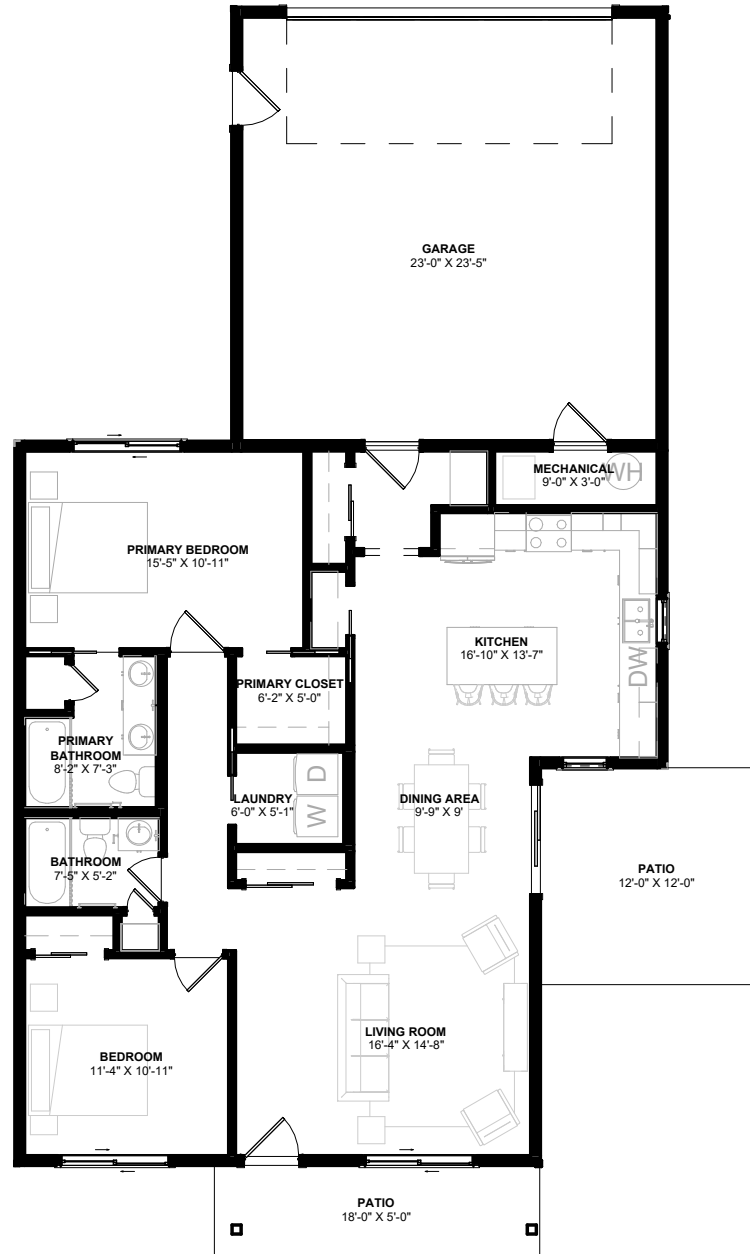 GARAGE
23'-0" X 23'-5"
MECHANICAL
9'-0" X 3'-0"
WH
PRIMARY BEDROOM
15'-5" X 10'-11"
KITCHEN
16'-10" X 13'-7"
DW
PRIMARY CLOSET
6'-2" X 5'-0"
PRIMARY
BATHROOM
8'-2" X 7'-3"
LAUNDRY
6'-0" X 5'-1"
W D
DINING AREA
9'-9" X 9'
BATHROOM
7'-5" X 5'-2"
PATIO
12'-0" X 12'-0"
LIVING ROOM
16'-4" X 14'-8"
BEDROOM
11'-4" X 10'-11"
PATIO
18'-0" X 5'-0"